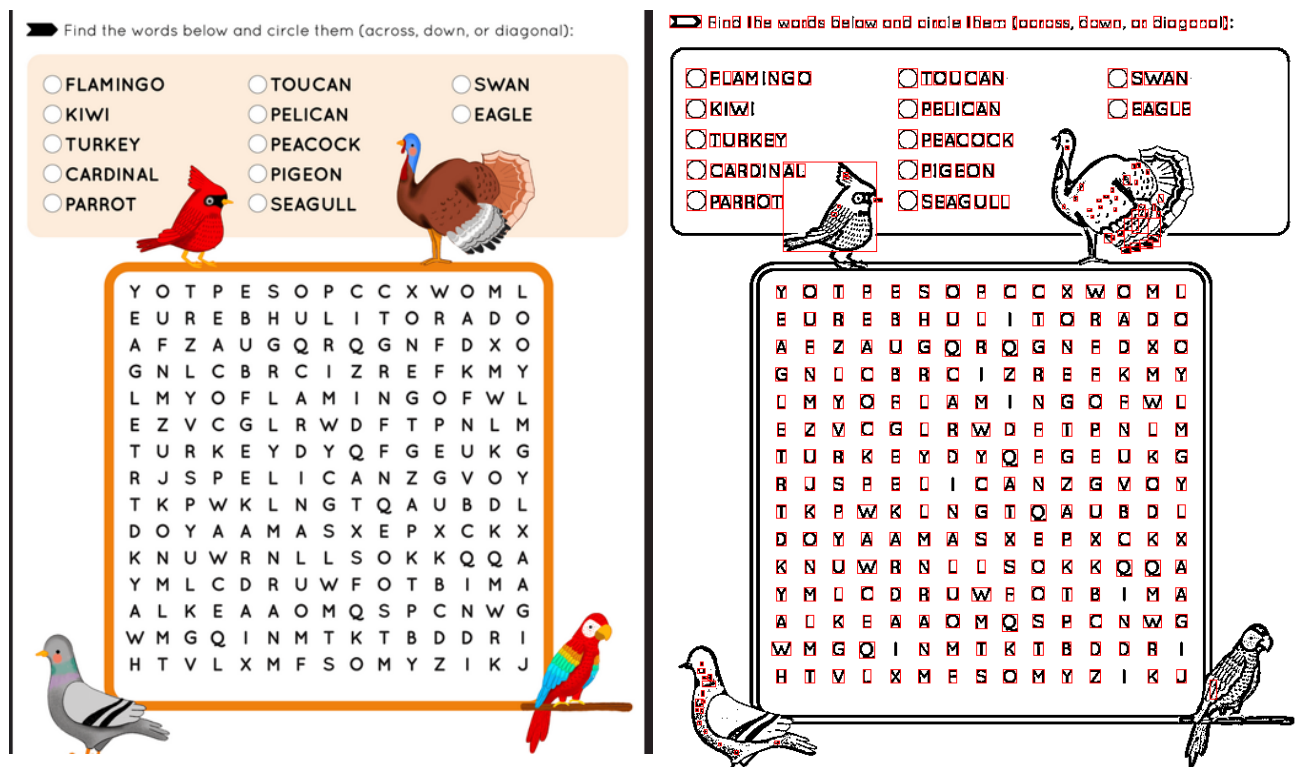 Find the words below and circle them (across, down, or diagonal):
FLAMINGO TOUCAN SWAN
KIWI PELICAN EAGLE
TURKEY PEACOCK
CARDINAL PIGEON
PARROT SEAGULL
Y O T P E S O P C C X W O M L
E U R E B H U L I T O R A D O
A F Z A U G Q R Q G N F D X O
G N L C B R C I Z R E F K M Y
L M Y O F L A M I N G O F W L
E Z V C G L R W D F T P N L M
T U R K E Y D Y Q F G E U K G
R J S P E L I C A N Z G V O Y
T K P W K L N G T Q A U B D L
D O Y A A M A S X E P X C K X
K N U W R N L L S O K K Q Q A
Y M L C D R U W F O T B I M A
A L K E A A O M Q S P C N W G
W M G Q I N M T K T B D D R I
H T V L X M F S O M Y Z I K J
Find the words below and circle them (across, down, or diagonal):
FLAMINGO TOUCAN SWAN
KIWI PELICAN EAGLE
TURKEY PEACOCK
CARDINAL PIGEON
PARROT SEAGULL
Y O T P E S O P C C X W O M L
E U R E B H U L I T O R A D O
A F Z A U G Q R Q G N F D X O
G N L C B R C I Z R E F K M Y
L M Y O F L A M I N G O F W L
E Z V C G L R W D F T P N L M
T U R K E Y D Y Q F G E U K G
R J S P E L I C A N Z G V O Y
T K P W K L N G T Q A U B D L
D O Y A A M A S X E P X C K X
K N U W R N L L S O K K Q Q A
Y M L C D R U W F O T B I M A
A L K E A A O M Q S P C N W G
W M G Q I N M T K T B D D R I
H T V L X M F S O M Y Z I K J